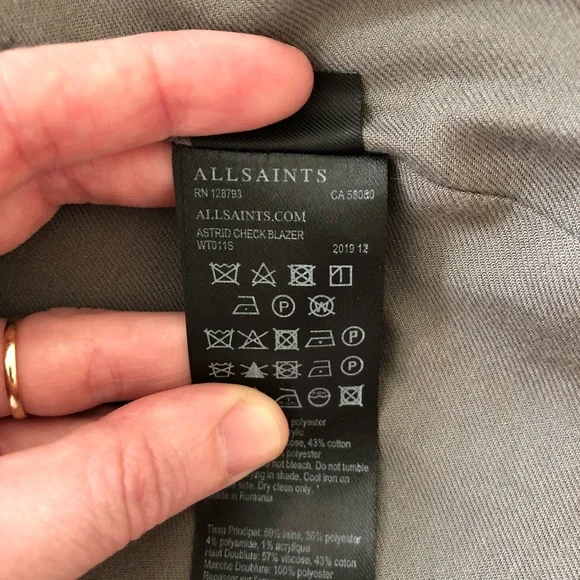 ALLSAINTS
RN 128793 CA 58080
ALLSAINTS.COM
ASTRID CHECK BLAZER
WT011S 2019 12
P
W
P
P
polyester
43% cotton
polyester
not bleach. Do not tumble
in shade. Cool iron on
side. Dry clean only
Made in Romania
Tissu Principal: 59% laine, 36% polyester
4% polyamide, 1% acrylique
Haut Doublure: 57% viscose, 43% coton
Manche Doublure: 100% polyester